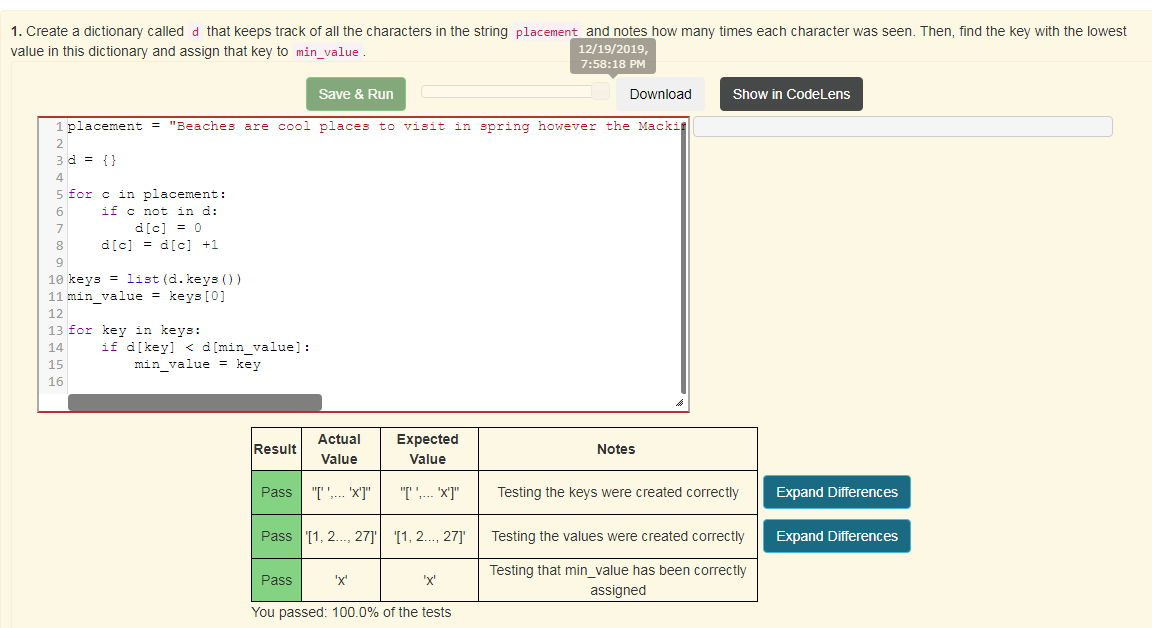 1. Create a dictionary called d that keeps track of all the characters in the string placement and notes how many times each character was seen. Then, find the key with the lowest
value in this dictionary and assign that key to min_value.
12/19/2019,
7:58:18 PM
Save & Run Download Show in CodeLens
1 placement = "Beaches are cool places to visit in spring however the
2
3 d = {}
4
5 for c in placement:
6     if c not in d:
7         d[c] = 0
8     d[c] = d[c] +1
9
10 keys = list(d.keys())
11 min_value = keys[0]
12
13 for key in keys:
14     if d[key] < d[min_value]:
15         min_value = key
16
Result Actual Value Expected Value Notes
Pass "[' ',... 'x']" "[' ',... 'x']" Testing the keys were created correctly Expand Differences
Pass '[1, 2..., 27]' '[1, 2..., 27]' Testing the values were created correctly Expand Differences
Pass 'x' 'x' Testing that min_value has been correctly assigned
You passed: 100.0% of the tests